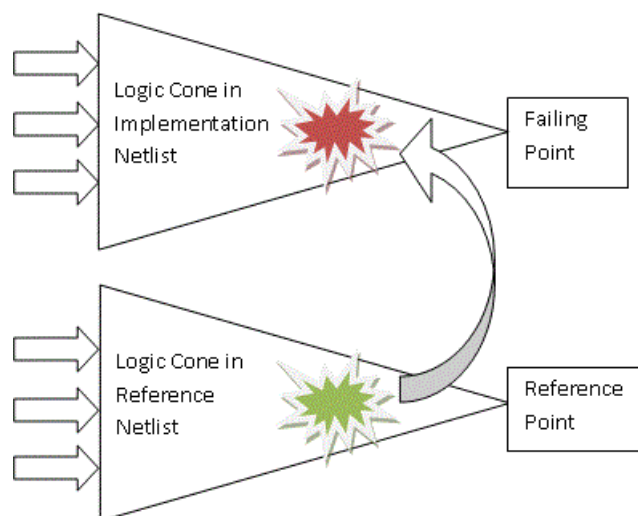 Logic Cone in
Implementation
Netlist
Failing
Point
Logic Cone in
Reference
Netlist
Reference
Point